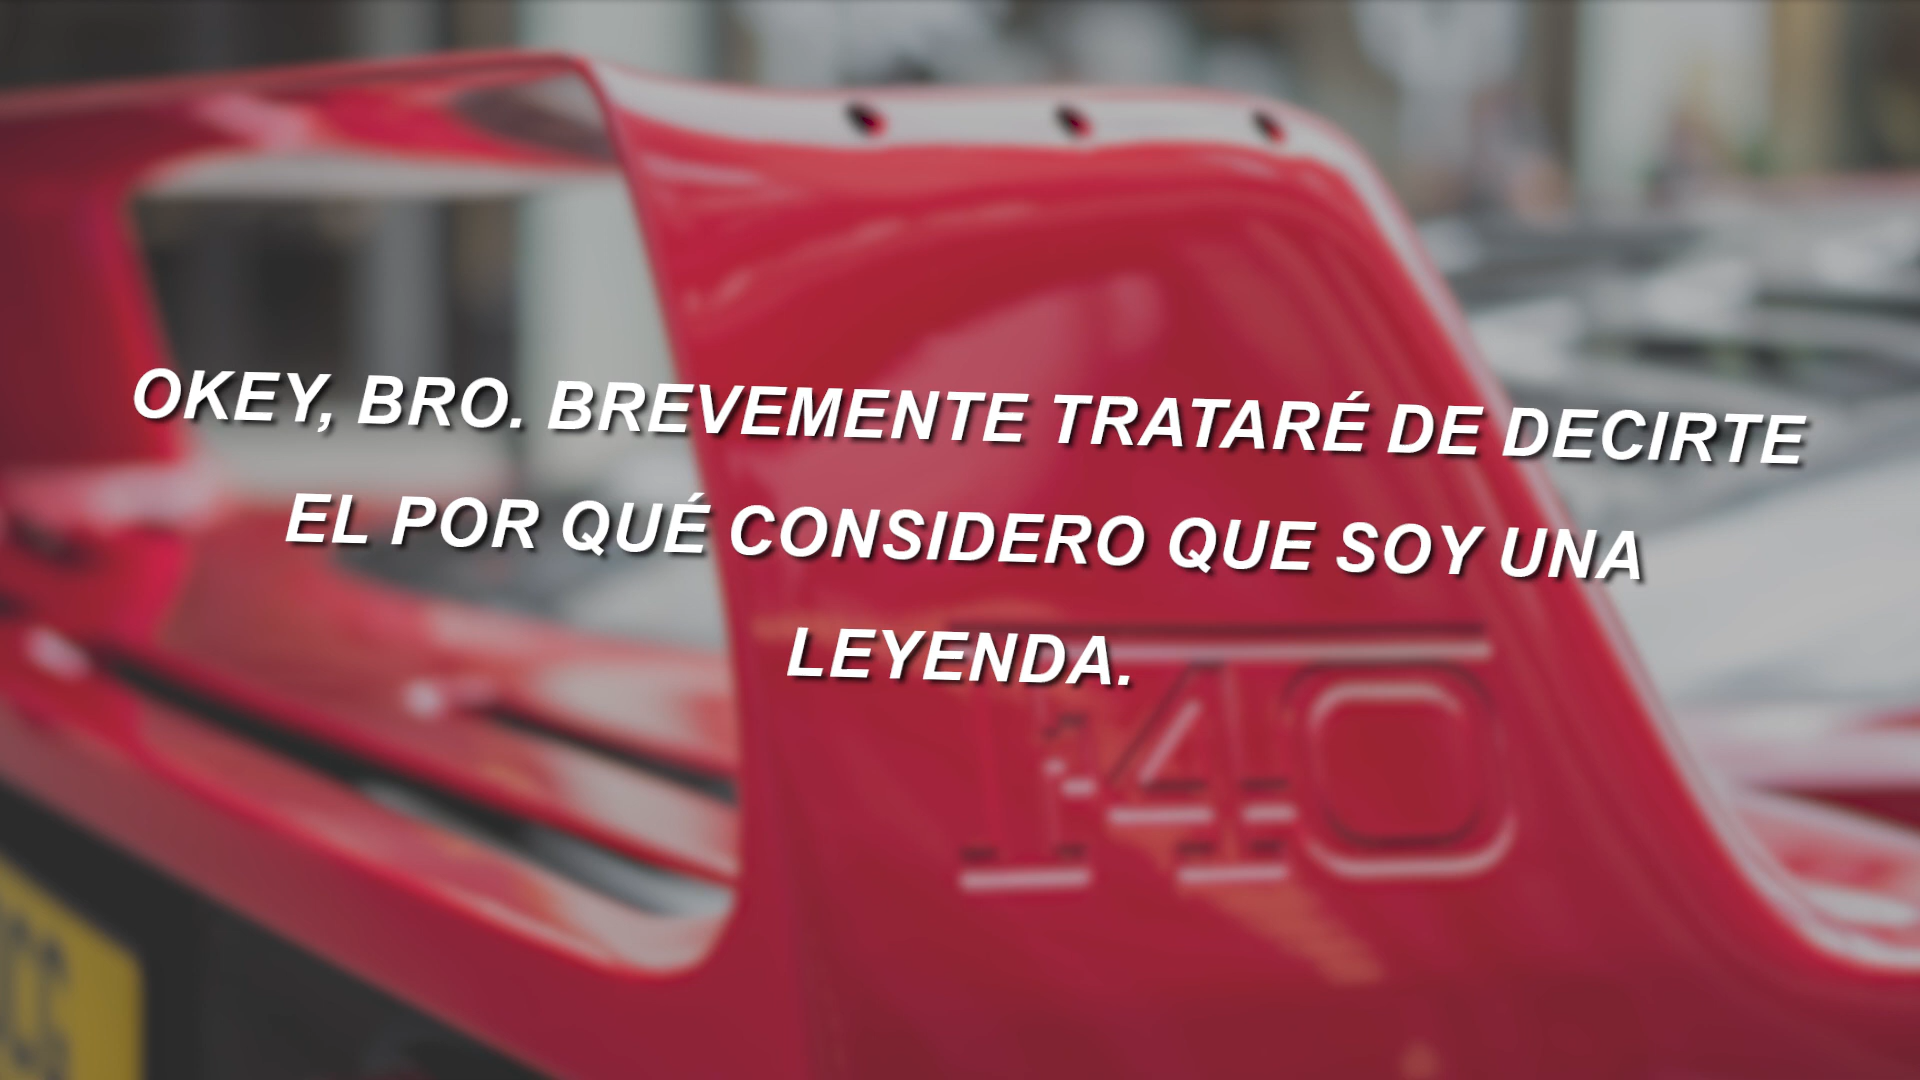 OKEY, BRO. BREVEMENTE TRATARÉ DE DECIRTE
EL POR QUÉ CONSIDERO QUE SOY UNA
LEYENDA.
F40